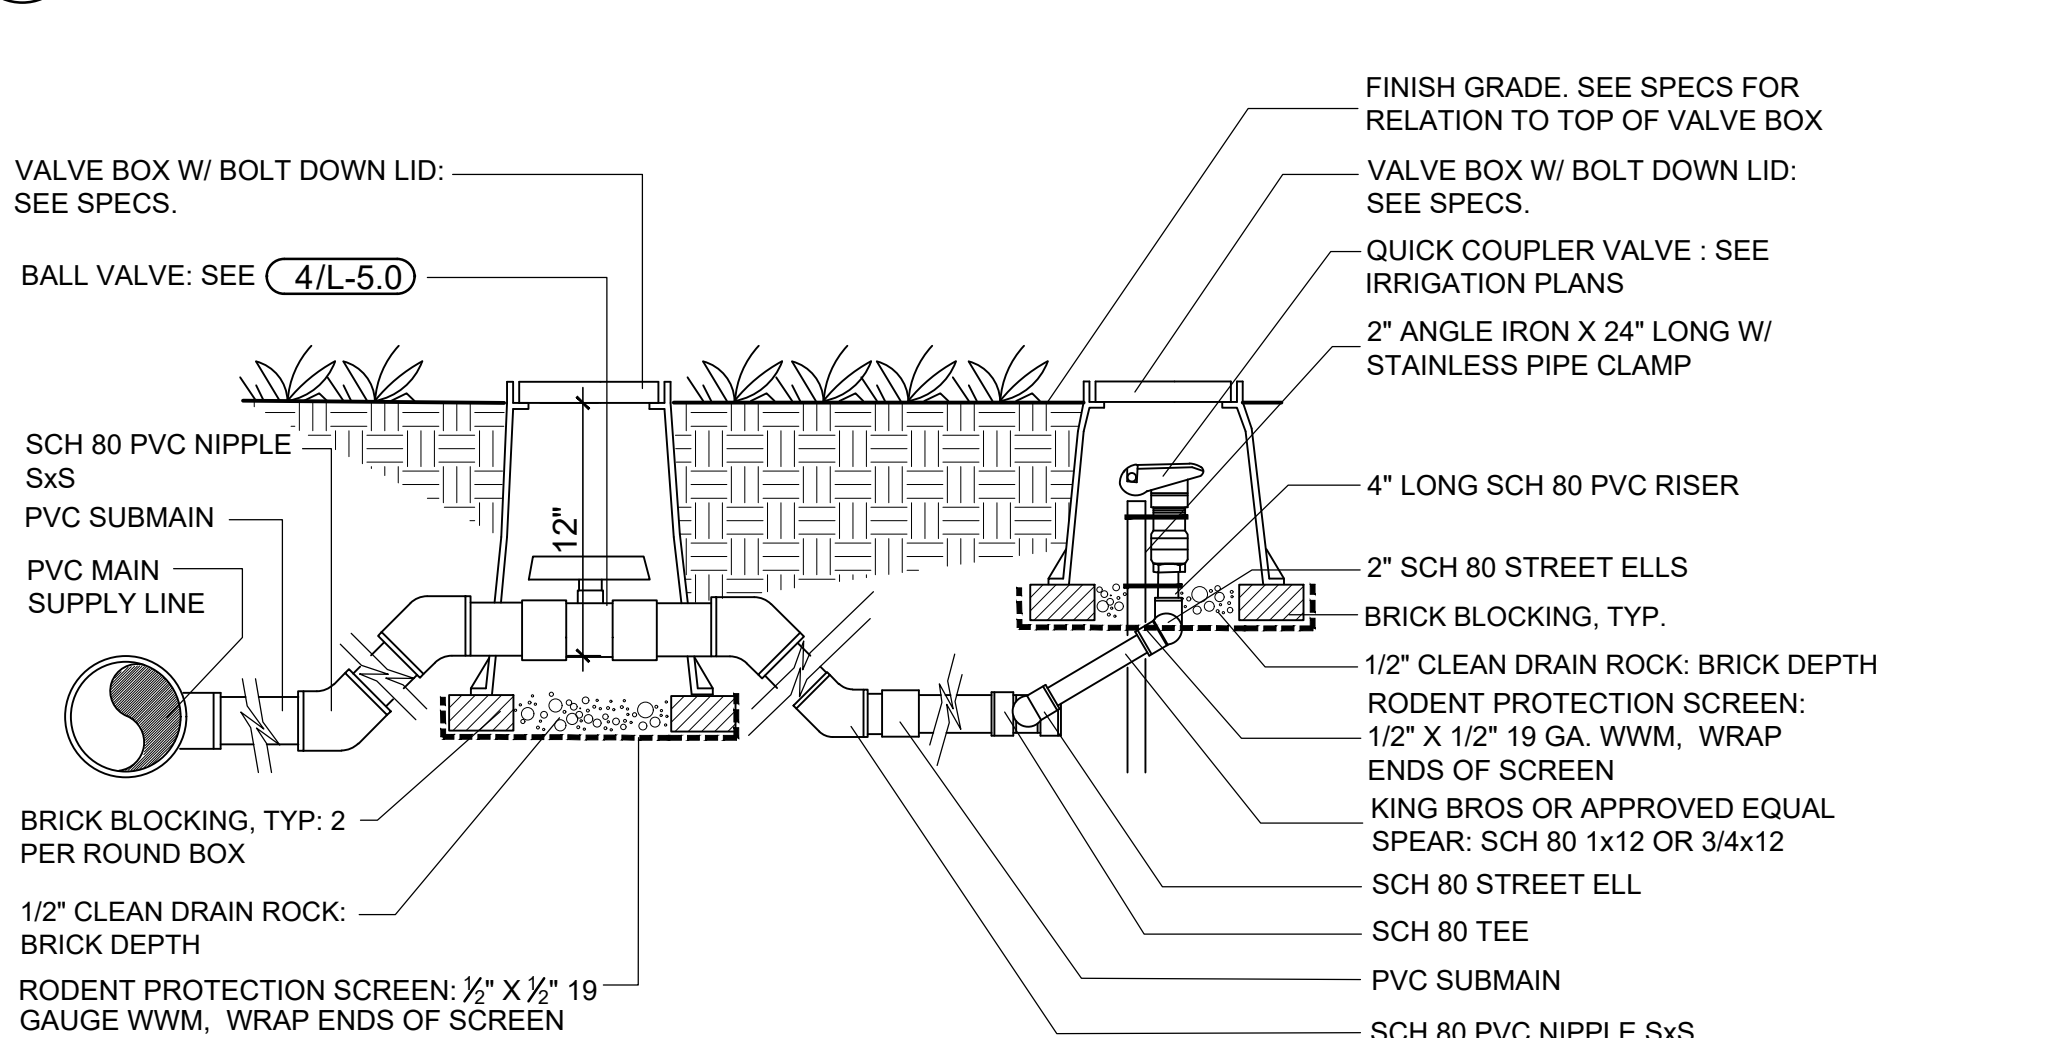 VALVE BOX W/ BOLT DOWN LID:
SEE SPECS.
BALL VALVE: SEE 4/L-5.0
SCH 80 PVC NIPPLE
SxS
PVC SUBMAIN
PVC MAIN
SUPPLY LINE
BRICK BLOCKING, TYP: 2
PER ROUND BOX
1/2" CLEAN DRAIN ROCK:
BRICK DEPTH
RODENT PROTECTION SCREEN: ½" X ½" 19
GAUGE WWM, WRAP ENDS OF SCREEN
12"
FINISH GRADE. SEE SPECS FOR
RELATION TO TOP OF VALVE BOX
VALVE BOX W/ BOLT DOWN LID:
SEE SPECS.
QUICK COUPLER VALVE : SEE
IRRIGATION PLANS
2" ANGLE IRON X 24" LONG W/
STAINLESS PIPE CLAMP
4" LONG SCH 80 PVC RISER
2" SCH 80 STREET ELLS
BRICK BLOCKING, TYP.
1/2" CLEAN DRAIN ROCK: BRICK DEPTH
RODENT PROTECTION SCREEN:
1/2" X 1/2" 19 GA. WWM, WRAP
ENDS OF SCREEN
KING BROS OR APPROVED EQUAL
SPEAR: SCH 80 1x12 OR 3/4x12
SCH 80 STREET ELL
SCH 80 TEE
PVC SUBMAIN
SCH 80 PVC NIPPLE SxS